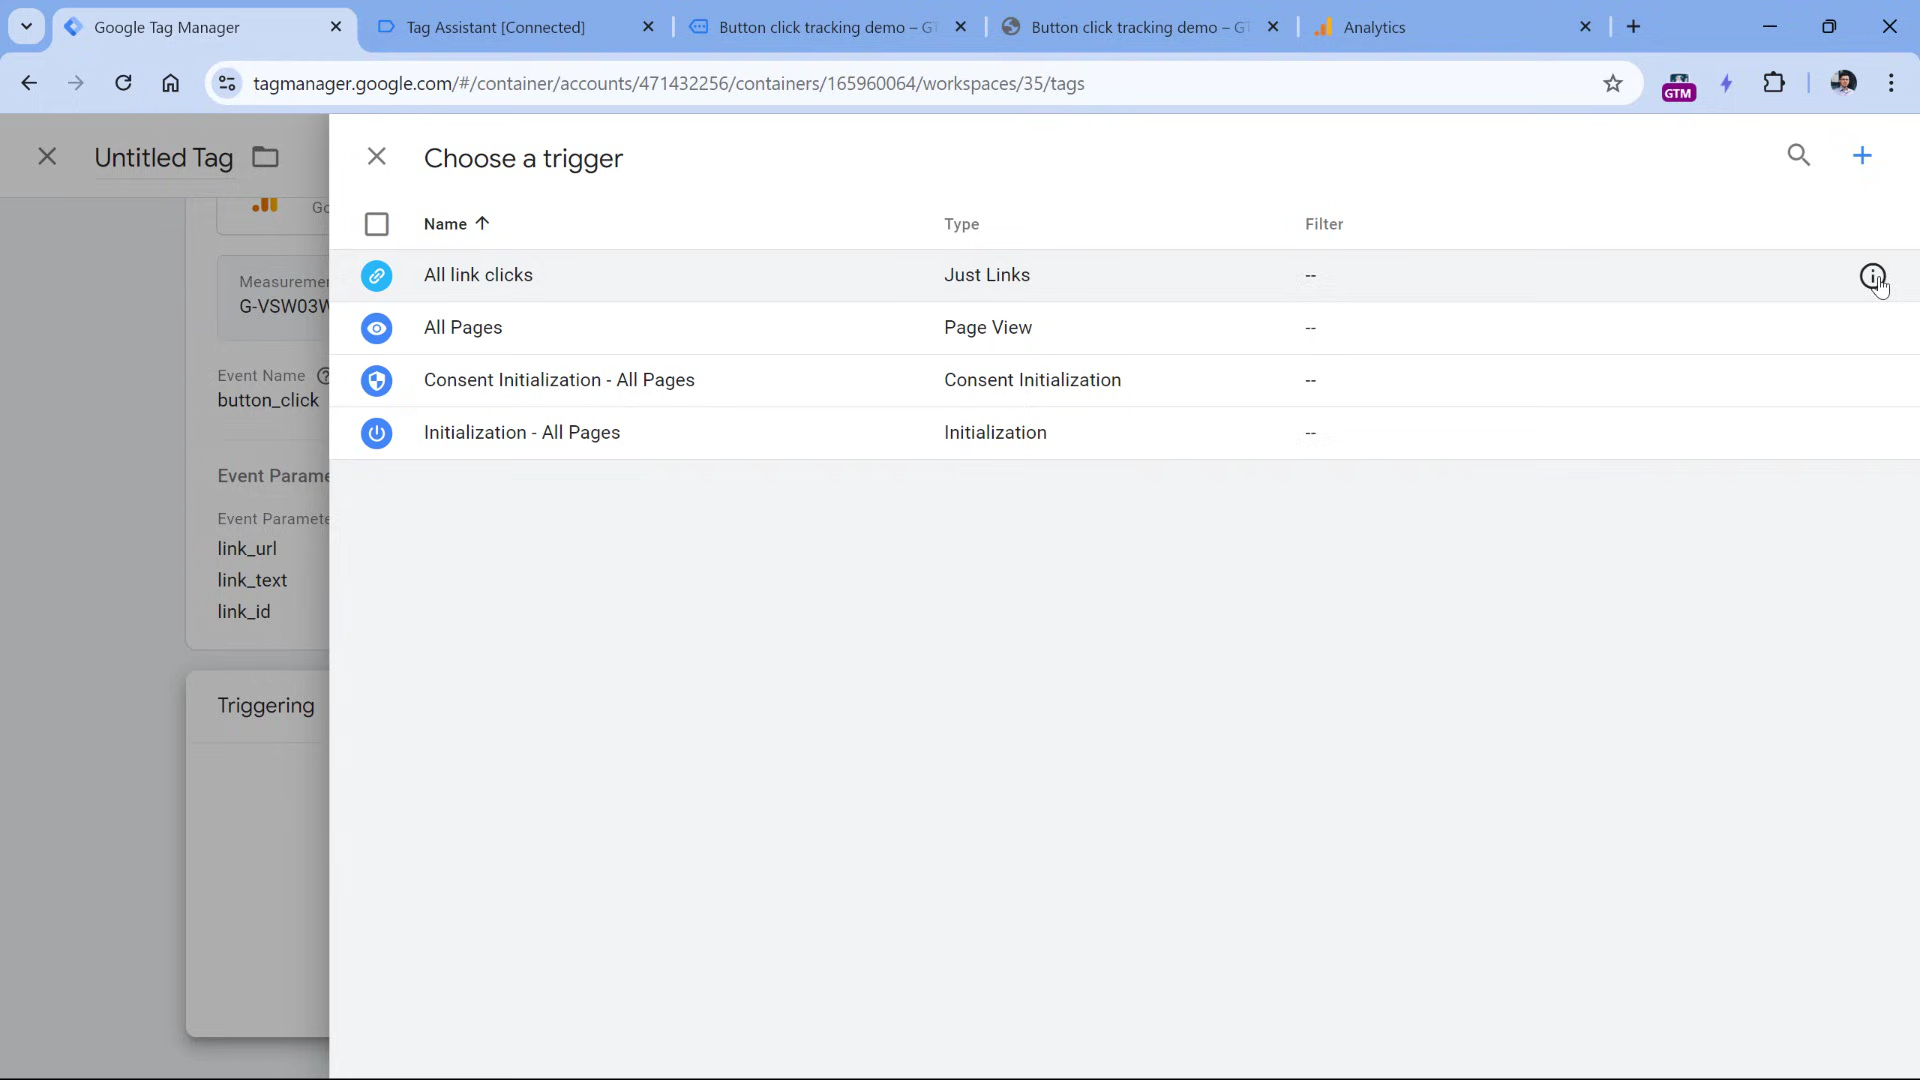 Google Tag Manager
Tag Assistant [Connected]
Button click tracking demo – GT
Button click tracking demo – GT
Analytics
tagmanager.google.com/#/container/accounts/471432256/containers/165960064/workspaces/35/tags
GTM
Untitled Tag
Choose a trigger
Name
Type
Filter
All link clicks
Just Links
--
All Pages
Page View
--
Consent Initialization - All Pages
Consent Initialization
--
Initialization - All Pages
Initialization
--
Go
Measuremen
G-VSW03W
Event Name
button_click
Event Parame
Event Paramete
link_url
link_text
link_id
Triggering